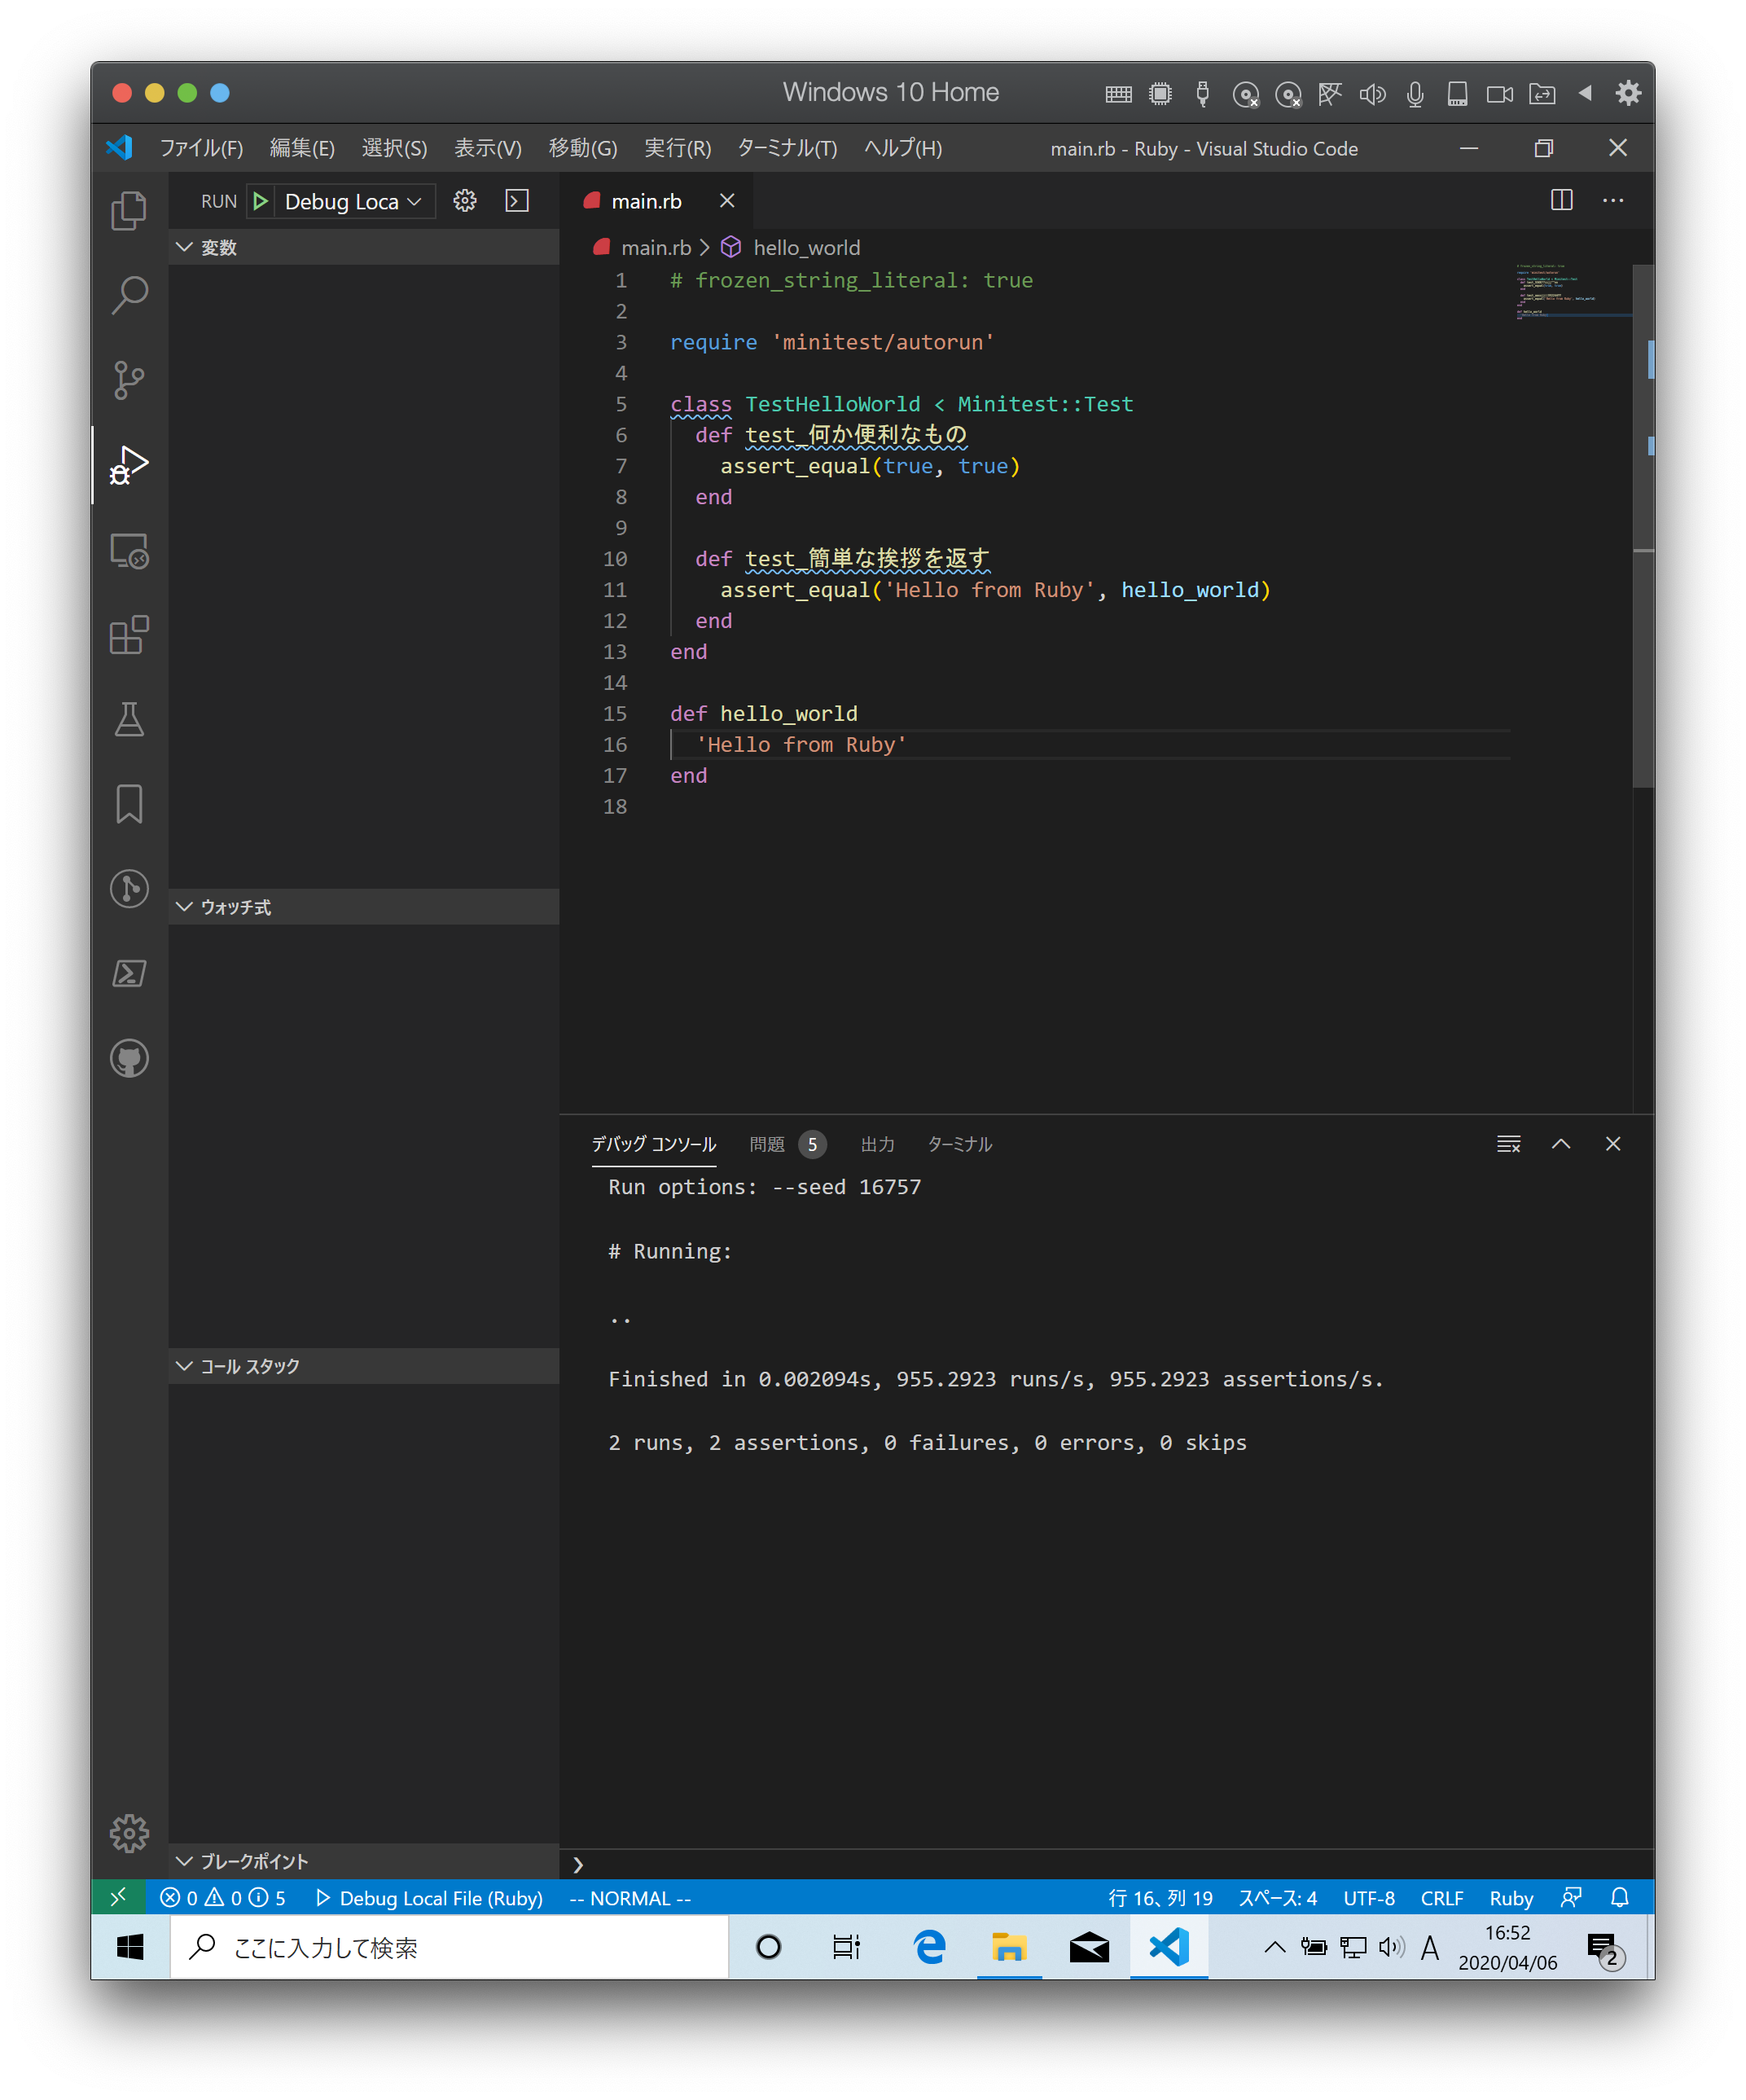 Windows 10 Home
ファイル(F) 編集(E) 選択(S) 表示(V) 移動(G) 実行(R) ターミナル(T) ヘルプ(H) main.rb - Ruby - Visual Studio Code
RUN Debug Loca
main.rb
変数
main.rb > hello_world
1 # frozen_string_literal: true
2
3 require 'minitest/autorun'
4
5 class TestHelloWorld < Minitest::Test
6 def test_何か便利なもの
7 assert_equal(true, true)
8 end
9
10 def test_簡単な挨拶を返す
11 assert_equal('Hello from Ruby', hello_world)
12 end
13 end
14
15 def hello_world
16 'Hello from Ruby'
17 end
18
ウォッチ式
コール スタック
ブレークポイント
デバッグ コンソール 問題 5 出力 ターミナル
Run options: --seed 16757
# Running:
..
Finished in 0.002094s, 955.2923 runs/s, 955.2923 assertions/s.
2 runs, 2 assertions, 0 failures, 0 errors, 0 skips
0 0 5 Debug Local File (Ruby) -- NORMAL -- 行 16、列 19 スペース: 4 UTF-8 CRLF Ruby
ここに入力して検索
A
16:52
2020/04/06
2